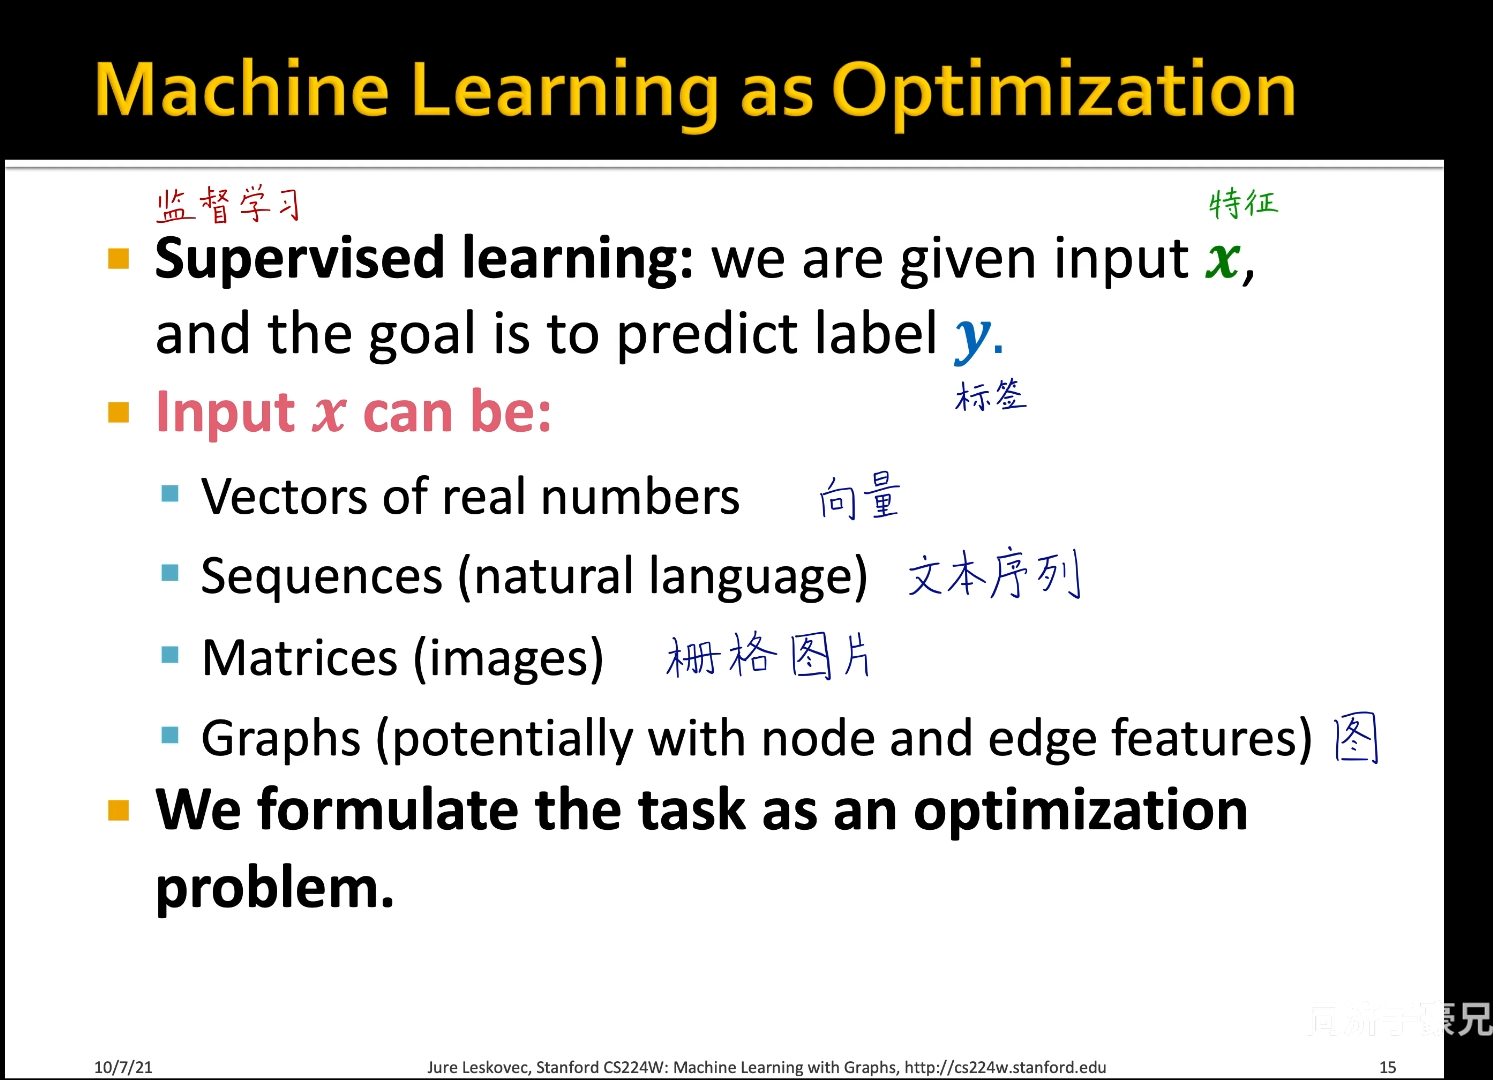 Machine Learning as Optimization
监督学习
特征
Supervised learning: we are given input x,
and the goal is to predict label y.
标签
Input x can be:
Vectors of real numbers 向量
Sequences (natural language) 文本序列
Matrices (images) 栅格图片
Graphs (potentially with node and edge features) 图
We formulate the task as an optimization
problem.
同济子豪兄
10/7/21 Jure Leskovec, Stanford CS224W: Machine Learning with Graphs, http://cs224w.stanford.edu 15